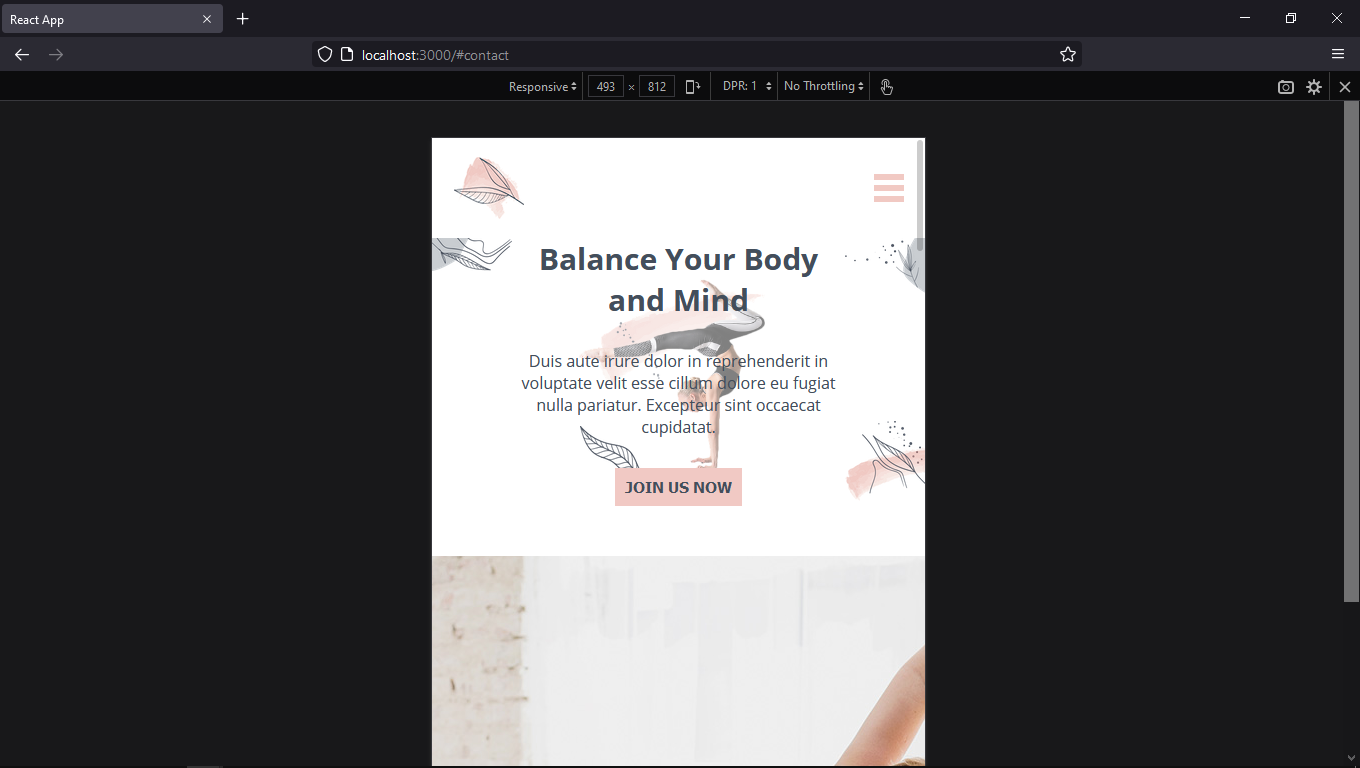 React App
localhost:3000/#contact
Responsive 493 × 812 DPR: 1 No Throttling
Balance Your Body
and Mind
Duis aute irure dolor in reprehenderit in
voluptate velit esse cillum dolore eu fugiat
nulla pariatur. Excepteur sint occaecat
cupidatat.
JOIN US NOW